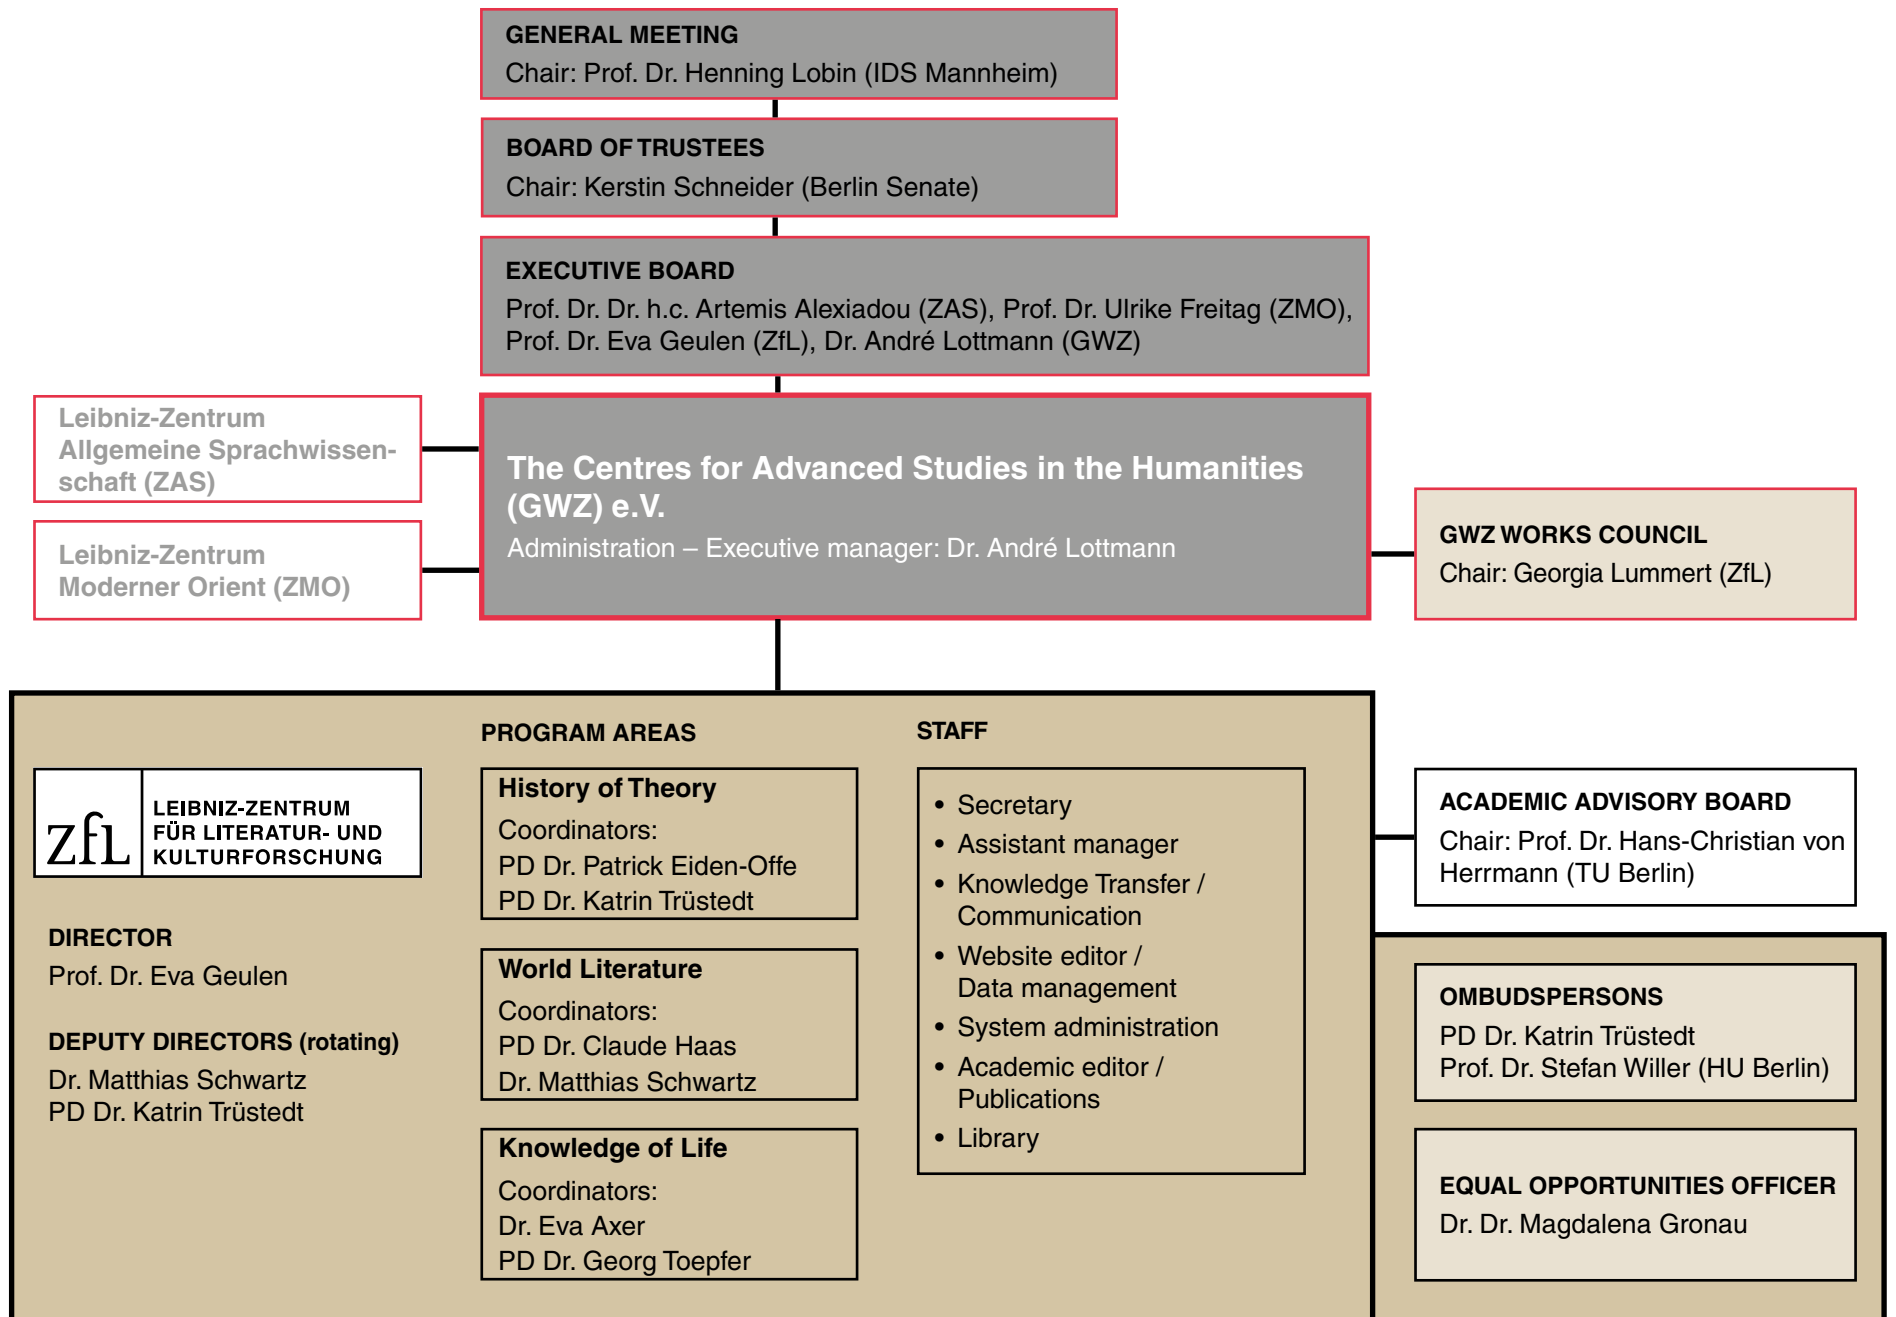 GENERAL MEETING
Chair: Prof. Dr. Henning Lobin (IDS Mannheim)
BOARD OF TRUSTEES
Chair: Kerstin Schneider (Berlin Senate)
EXECUTIVE BOARD
Prof. Dr. Dr. h.c. Artemis Alexiadou (ZAS), Prof. Dr. Ulrike Freitag (ZMO),
Prof. Dr. Eva Geulen (ZfL), Dr. André Lottmann (GWZ)
Leibniz-Zentrum
Allgemeine Sprachwissen-
schaft (ZAS)
Leibniz-Zentrum
Moderner Orient (ZMO)
The Centres for Advanced Studies in the Humanities
(GWZ) e.V.
Administration – Executive manager: Dr. André Lottmann
GWZ WORKS COUNCIL
Chair: Georgia Lummert (ZfL)
ZfL
LEIBNIZ-ZENTRUM
FÜR LITERATUR- UND
KULTURFORSCHUNG
DIRECTOR
Prof. Dr. Eva Geulen
DEPUTY DIRECTORS (rotating)
Dr. Matthias Schwartz
PD Dr. Katrin Trüstedt
PROGRAM AREAS
History of Theory
Coordinators:
PD Dr. Patrick Eiden-Offe
PD Dr. Katrin Trüstedt
World Literature
Coordinators:
PD Dr. Claude Haas
Dr. Matthias Schwartz
Knowledge of Life
Coordinators:
Dr. Eva Axer
PD Dr. Georg Toepfer
STAFF
• Secretary
• Assistant manager
• Knowledge Transfer /
Communication
• Website editor /
Data management
• System administration
• Academic editor /
Publications
• Library
ACADEMIC ADVISORY BOARD
Chair: Prof. Dr. Hans-Christian von
Herrmann (TU Berlin)
OMBUDSPERSONS
PD Dr. Katrin Trüstedt
Prof. Dr. Stefan Willer (HU Berlin)
EQUAL OPPORTUNITIES OFFICER
Dr. Dr. Magdalena Gronau